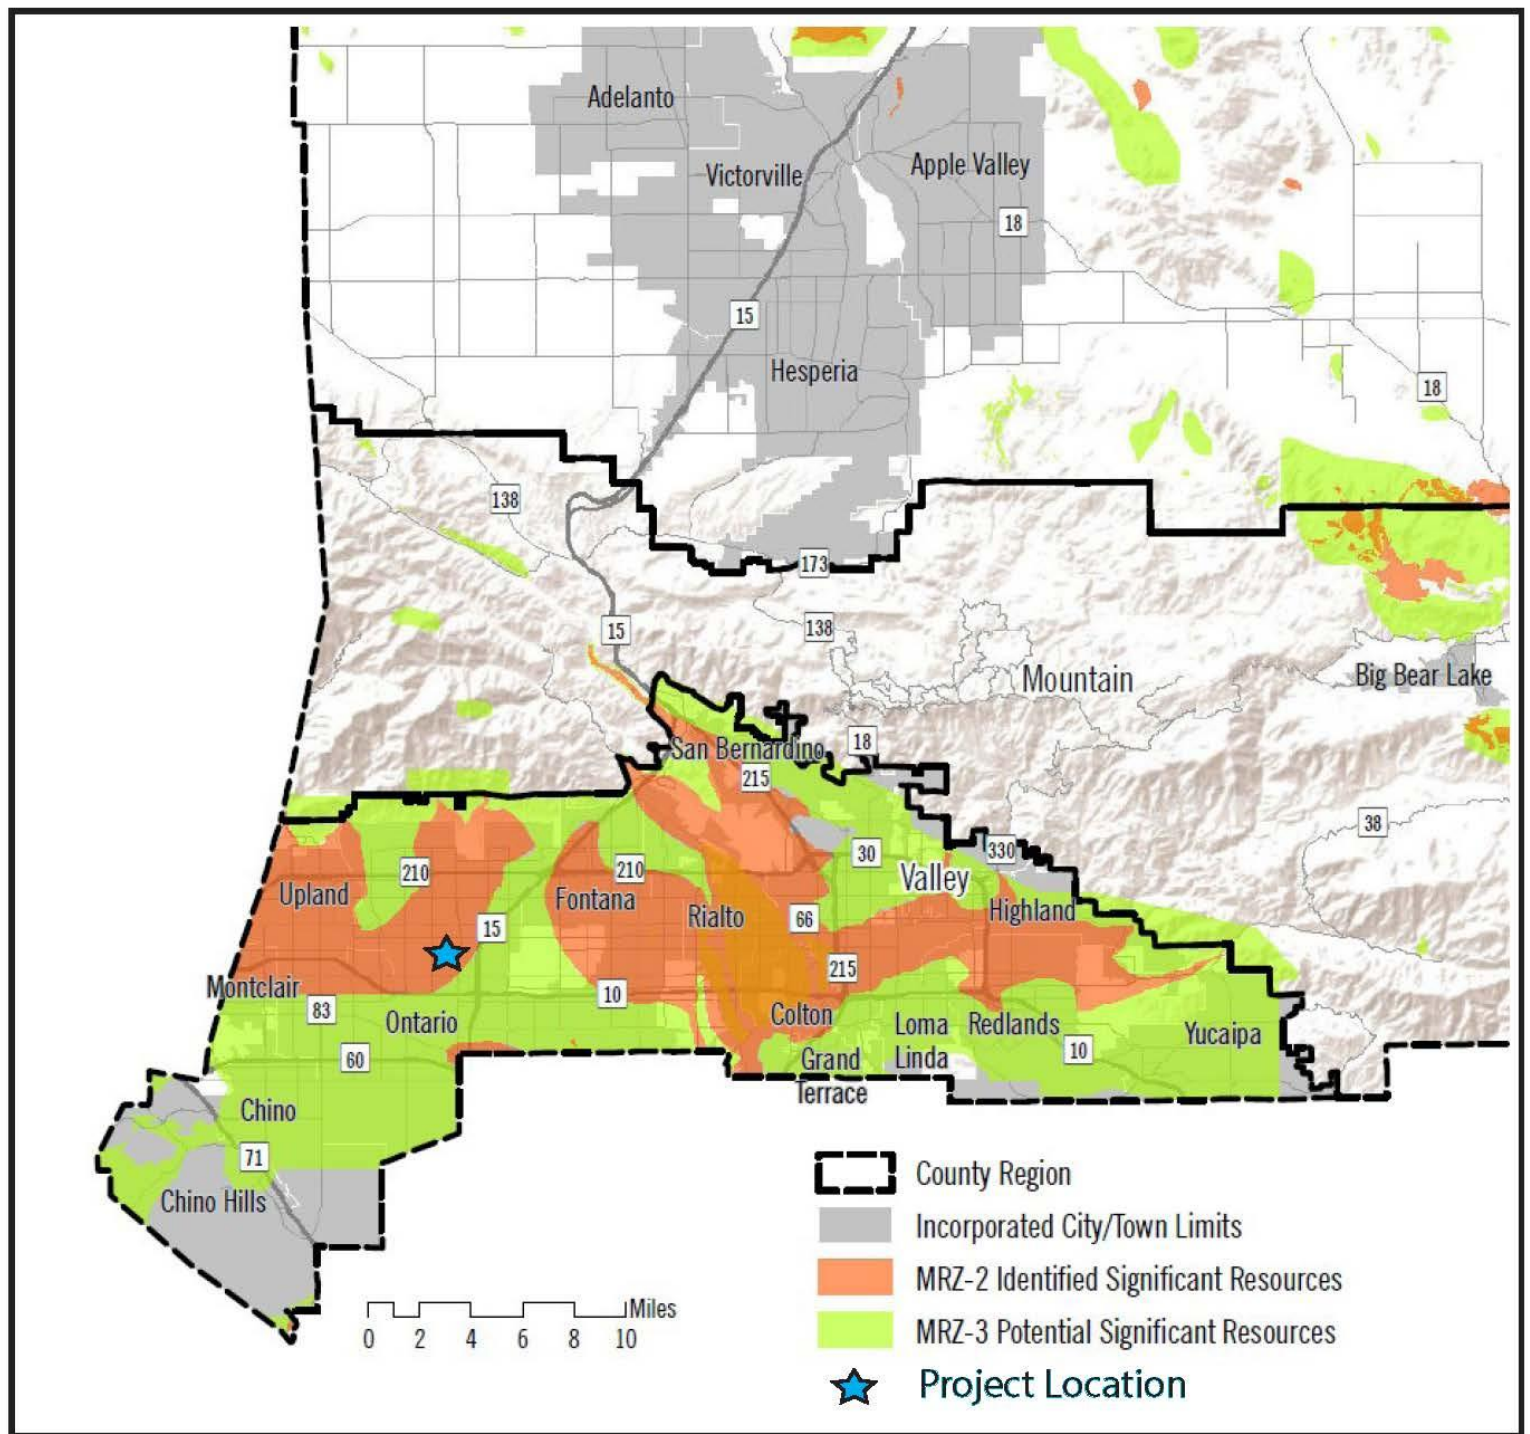 Adelanto
Victorville
Apple Valley
18
15
Hesperia
18
138
173
15
138
Mountain
Big Bear Lake
San Bernardino
18
215
38
30
330
Valley
210
210
Upland
Fontana
Rialto
66
Highland
15
215
Montclair
10
83
Ontario
Colton
Loma
Linda
Redlands
Yucaipa
60
Grand
Terrace
10
Chino
71
Chino Hills
County Region
Incorporated City/Town Limits
MRZ-2 Identified Significant Resources
MRZ-3 Potential Significant Resources
Project Location
Miles
0 2 4 6 8 10